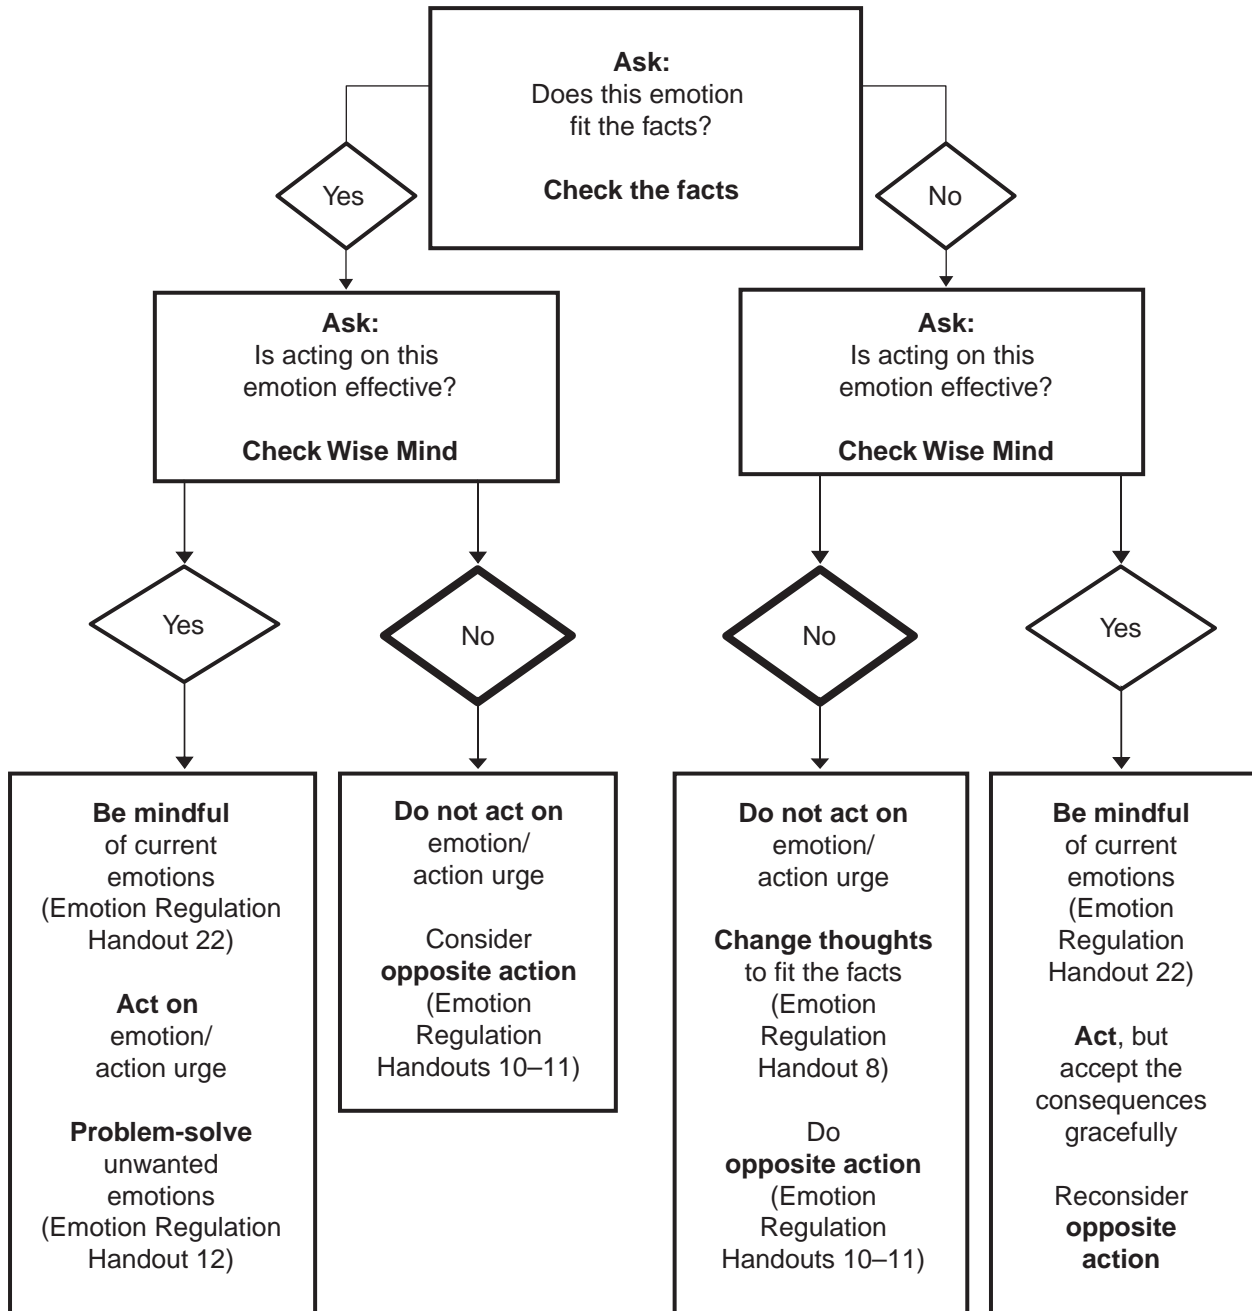 Ask:
Does this emotion
fit the facts?
Check the facts
Yes
No
Ask:
Is acting on this
emotion effective?
Check Wise Mind
Ask:
Is acting on this
emotion effective?
Check Wise Mind
Yes
No
No
Yes
Be mindful
of current
emotions
(Emotion Regulation
Handout 22)
Act on
emotion/
action urge
Problem-solve
unwanted
emotions
(Emotion Regulation
Handout 12)
Do not act on
emotion/
action urge
Consider
opposite action
(Emotion
Regulation
Handouts 10–11)
Do not act on
emotion/
action urge
Change thoughts
to fit the facts
(Emotion
Regulation
Handout 8)
Do
opposite action
(Emotion
Regulation
Handouts 10–11)
Be mindful
of current
emotions
(Emotion
Regulation
Handout 22)
Act, but
accept the
consequences
gracefully
Reconsider
opposite
action